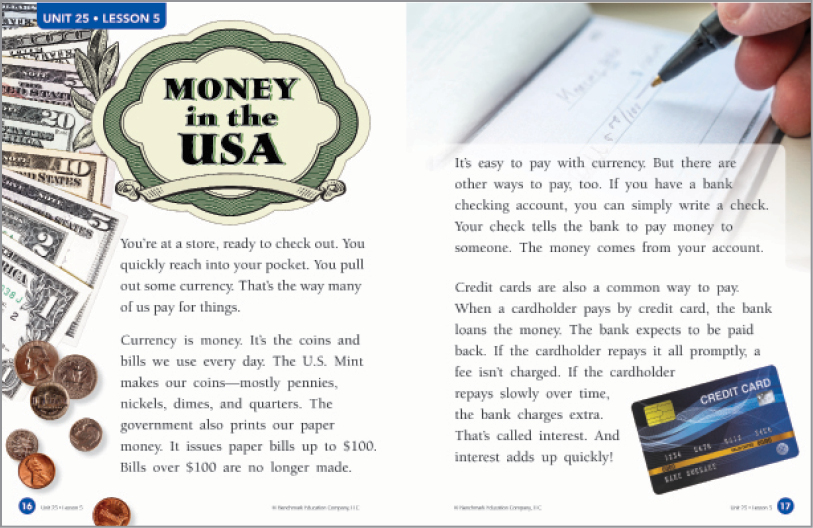 UNIT 25 • LESSON 5
MONEY
in the
USA
You're at a store, ready to check out. You
quickly reach into your pocket. You pull
out some currency. That's the way many
of us pay for things.
Currency is money. It's the coins and
bills we use every day. The U.S. Mint
makes our coins—mostly pennies,
nickels, dimes, and quarters. The
government also prints our paper
money. It issues paper bills up to $100.
Bills over $100 are no longer made.
16 Unit 25 • Lesson 5
© Benchmark Education Company, LLC
It's easy to pay with currency. But there are
other ways to pay, too. If you have a bank
checking account, you can simply write a check.
Your check tells the bank to pay money to
someone. The money comes from your account.
Credit cards are also a common way to pay.
When a cardholder pays by credit card, the bank
loans the money. The bank expects to be paid
back. If the cardholder repays it all promptly, a
fee isn't charged. If the cardholder
repays slowly over time,
the bank charges extra.
That's called interest. And
interest adds up quickly!
CREDIT CARD
© Benchmark Education Company, LLC
Unit 25 • Lesson 5 17